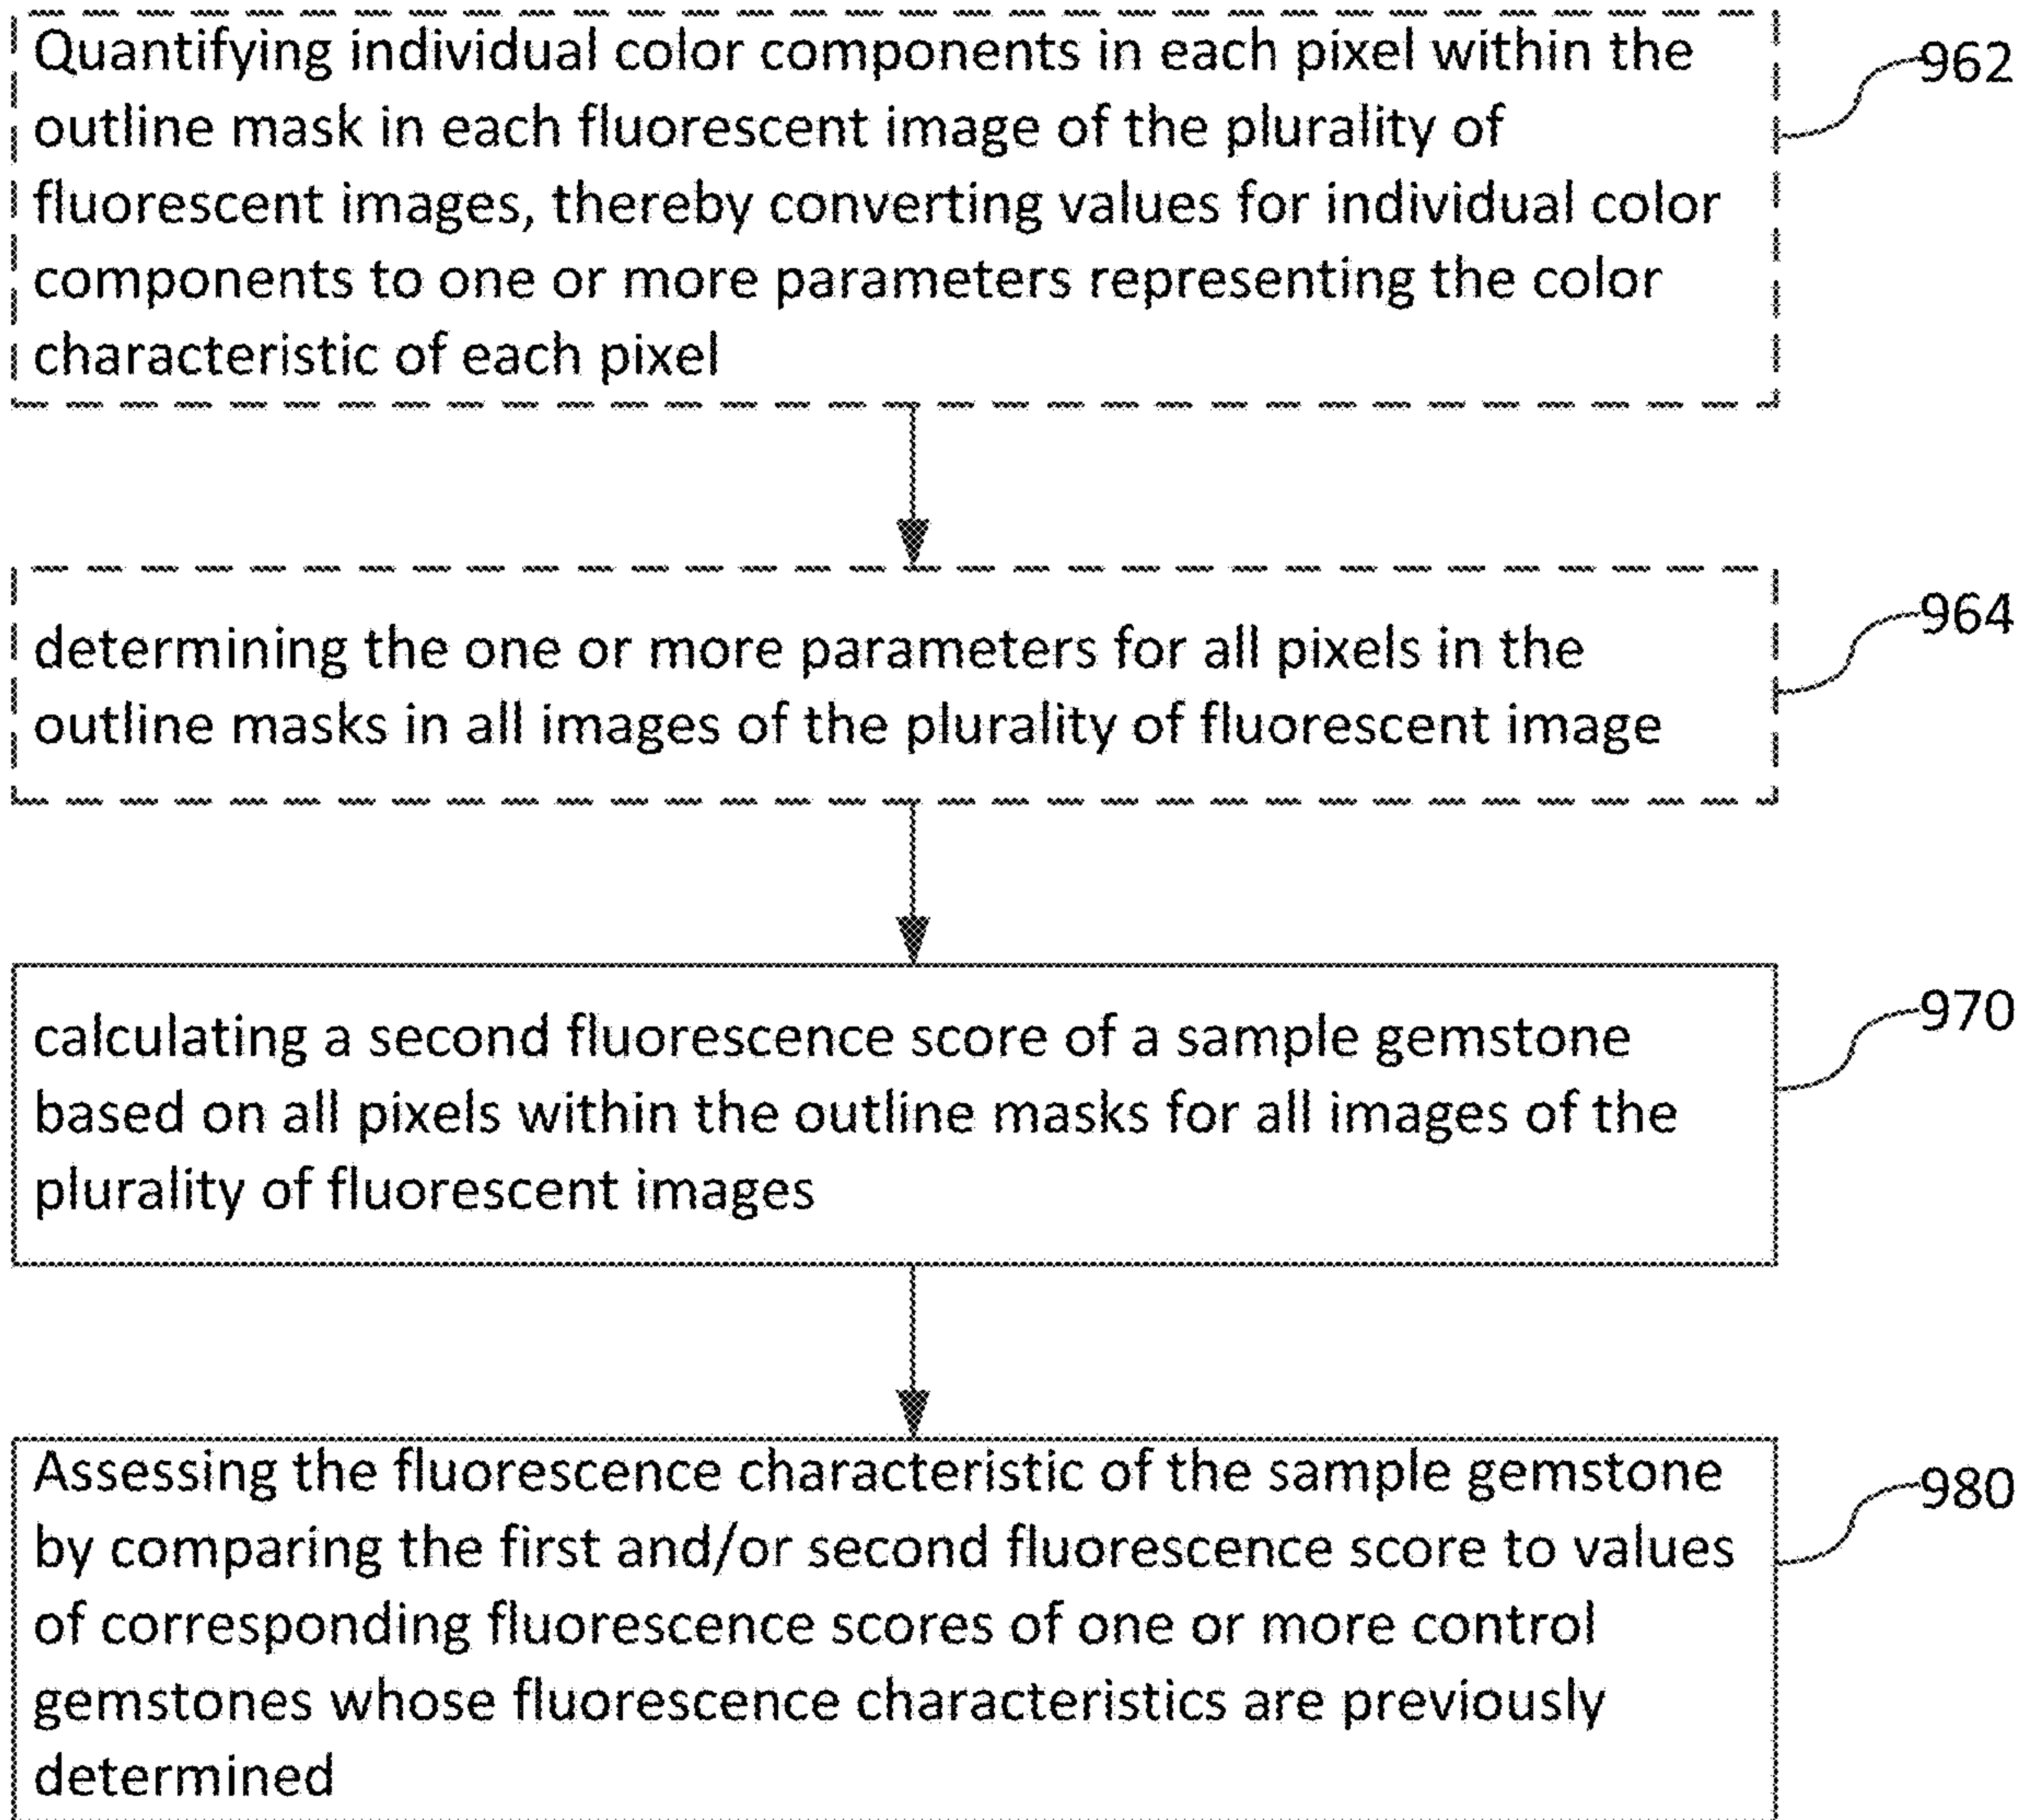 Quantifying individual color components in each pixel within the
outline mask in each fluorescent image of the plurality of
fluorescent images, thereby converting values for individual color
components to one or more parameters representing the color
characteristic of each pixel
962
determining the one or more parameters for all pixels in the
outline masks in all images of the plurality of fluorescent image
964
calculating a second fluorescence score of a sample gemstone
based on all pixels within the outline masks for all images of the
plurality of fluorescent images
970
Assessing the fluorescence characteristic of the sample gemstone
by comparing the first and/or second fluorescence score to values
of corresponding fluorescence scores of one or more control
gemstones whose fluorescence characteristics are previously
determined
980